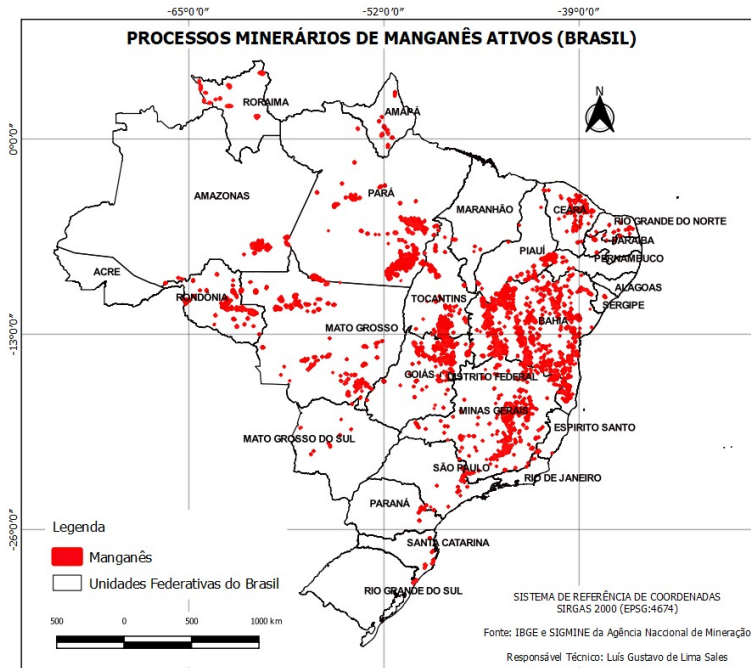 -65°0'0"
-52°0'0"
-39°0'0"
PROCESSOS MINERÁRIOS DE MANGANÊS ATIVOS (BRASIL)
N
RORAIMA
AMAPÁ
0°0'0"
AMAZONAS
PARÁ
MARANHÃO
CEARÁ
RIO GRANDE DO NORTE
PARAÍBA
PIAUÍ
PERNAMBUCO
ACRE
ALAGOAS
RONDÔNIA
TOCANTINS
SERGIPE
BAHIA
MATO GROSSO
-13°0'0"
GOIÁS
DISTRITO FEDERAL
MINAS GERAIS
ESPIRITO SANTO
MATO GROSSO DO SUL
SÃO PAULO
RIO DE JANEIRO
PARANÁ
-26°0'0"
SANTA CATARINA
RIO GRANDE DO SUL
Legenda
Manganês
Unidades Federativas do Brasil
500 0 500 1000 km
SISTEMA DE REFERÊNCIA DE COORDENADAS
SIRGAS 2000 (EPSG:4674)
Fonte: IBGE e SIGMINE da Agência Naccional de Mineração
Responsável Técnico: Luís Gustavo de Lima Sales